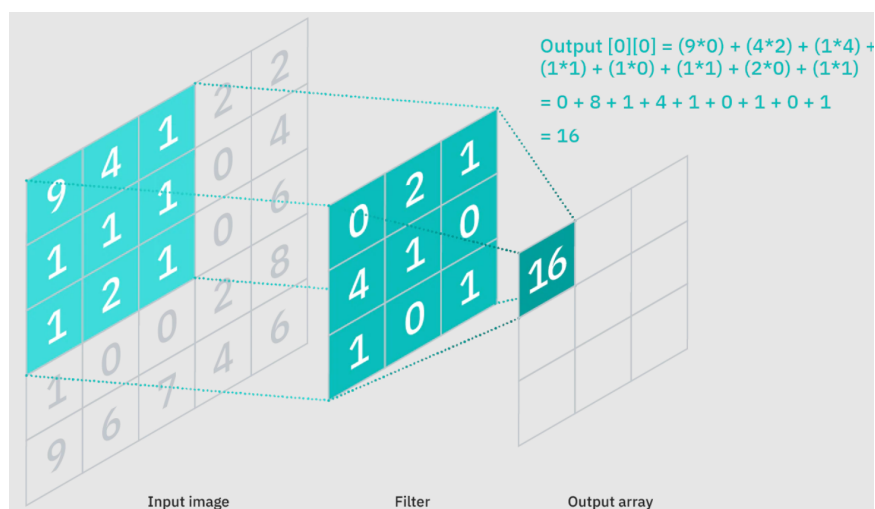 Output [0][0] = (9*0) + (4*2) + (1*4) +
(1*1) + (1*0) + (1*1) + (2*0) + (1*1)
= 0 + 8 + 1 + 4 + 1 + 0 + 1 + 0 + 1
= 16
9 4 1 2 2
1 1 1 0 4
1 2 1 0 6
1 0 0 2 8
9 6 7 4 6
0 2 1
4 1 0
1 0 1
16
Input image
Filter
Output array